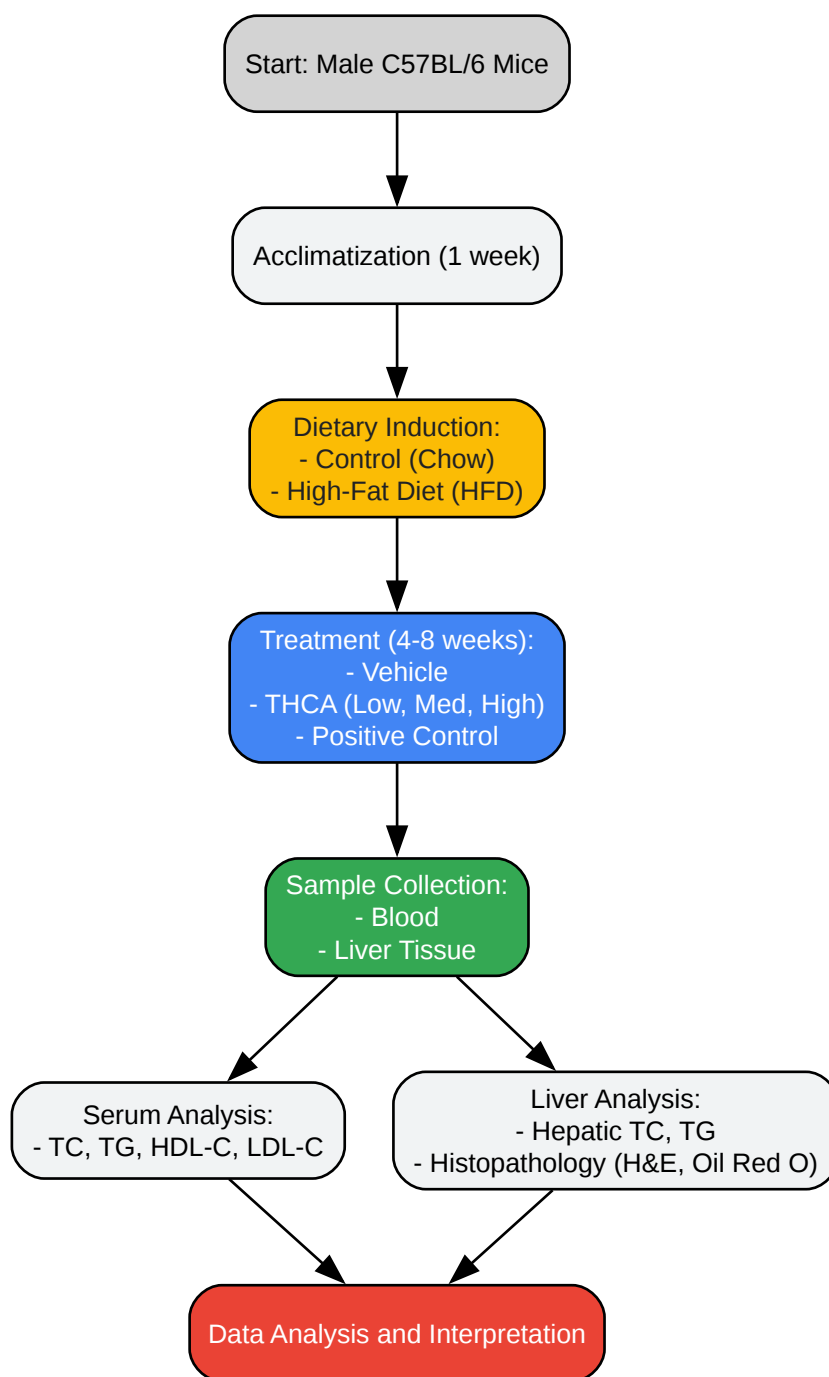 Start: Male C57BL/6 Mice
Acclimatization (1 week)
Dietary Induction:
- Control (Chow)
- High-Fat Diet (HFD)
Treatment (4-8 weeks):
- Vehicle
- THCA (Low, Med, High)
- Positive Control
Sample Collection:
- Blood
- Liver Tissue
Serum Analysis:
- TC, TG, HDL-C, LDL-C
Liver Analysis:
- Hepatic TC, TG
- Histopathology (H&E, Oil Red O)
Data Analysis and Interpretation